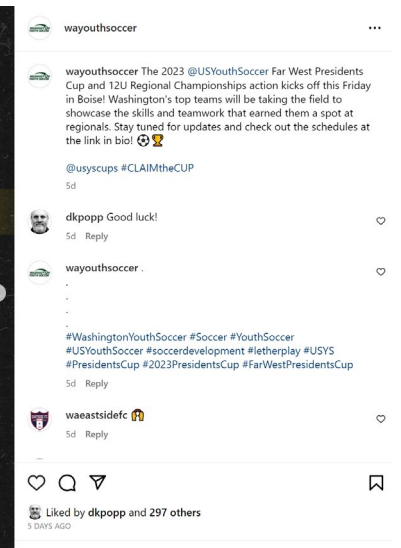 wayouthsoccer
wayouthsoccer The 2023 @USYouthSoccer Far West Presidents
Cup and 12U Regional Championships action kicks off this Friday
in Boise! Washington's top teams will be taking the field to
showcase the skills and teamwork that earned them a spot at
regionals. Stay tuned for updates and check out the schedules at
the link in bio! ⚽🏆
@usyscups #CLAIMtheCUP
5d
dkpopp Good luck!
5d Reply
wayouthsoccer .
.
.
.
.
#WashingtonYouthSoccer #Soccer #YouthSoccer
#USYouthSoccer #soccerdevelopment #letherplay #USYS
#PresidentsCup #2023PresidentsCup #FarWestPresidentsCup
5d Reply
waeastsidefc 🙌
5d Reply
Liked by dkpopp and 297 others
5 DAYS AGO